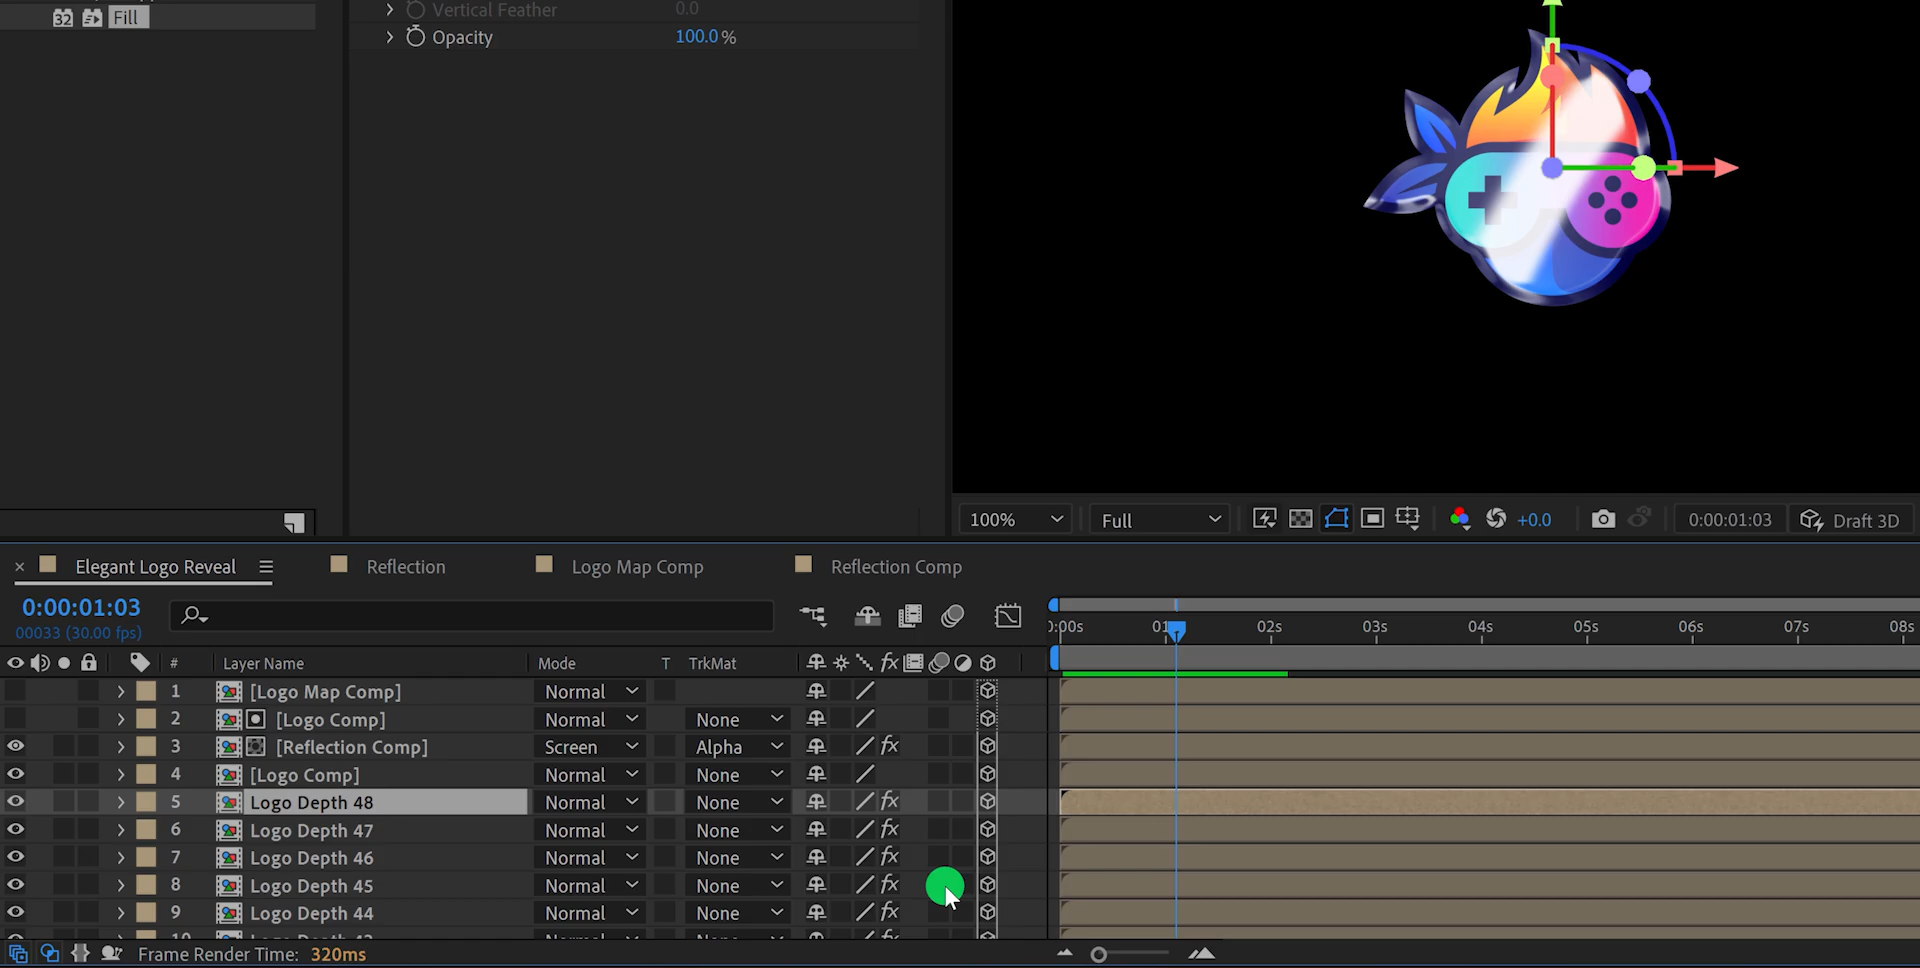 Vertical Feather 0.0
32 Fill
Opacity 100.0 %
100% Full +0.0 0:00:01:03 Draft 3D
Elegant Logo Reveal Reflection Logo Map Comp Reflection Comp
0:00:01:03
00033 (30.00 fps)
):00s 01 02s 03s 04s 05s 06s 07s 08s
# Layer Name Mode T TrkMat fx
1 [Logo Map Comp] Normal
2 [Logo Comp] Normal None
3 [Reflection Comp] Screen Alpha fx
4 [Logo Comp] Normal None
5 Logo Depth 48 Normal None fx
6 Logo Depth 47 Normal None fx
7 Logo Depth 46 Normal None fx
8 Logo Depth 45 Normal None fx
9 Logo Depth 44 Normal None fx
Frame Render Time: 320ms